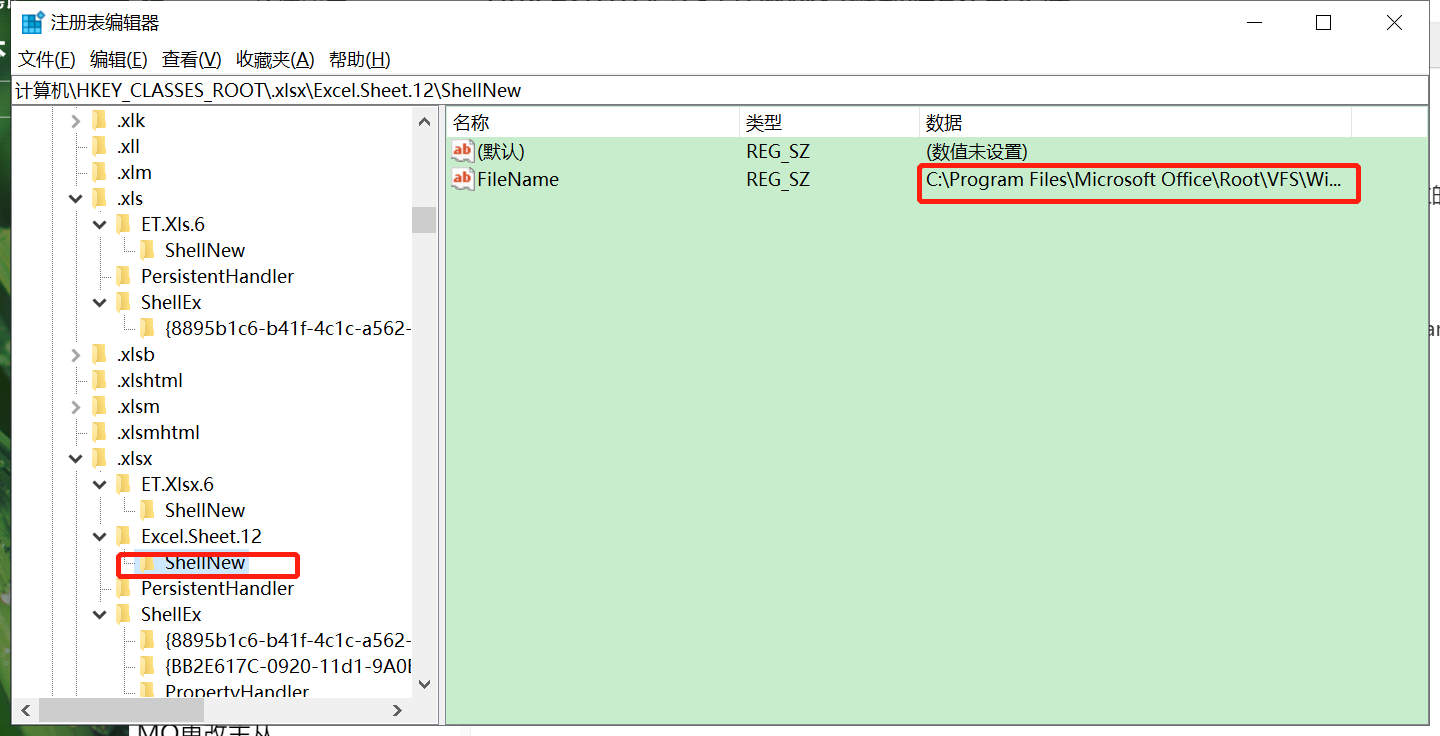 注册表编辑器
文件(F) 编辑(E) 查看(V) 收藏夹(A) 帮助(H)
计算机\HKEY_CLASSES_ROOT\.xlsx\Excel.Sheet.12\ShellNew
.xlk
.xll
.xlm
.xls
ET.Xls.6
ShellNew
PersistentHandler
ShellEx
{8895b1c6-b41f-4c1c-a562-
.xlsb
.xlshtml
.xlsm
.xlsmhtml
.xlsx
ET.Xlsx.6
ShellNew
Excel.Sheet.12
ShellNew
PersistentHandler
ShellEx
{8895b1c6-b41f-4c1c-a562-
{BB2E617C-0920-11d1-9A0
PropertyHandler
名称 类型 数据
ab (默认) REG_SZ (数值未设置)
ab FileName REG_SZ C:\Program Files\Microsoft Office\Root\VFS\Wi...